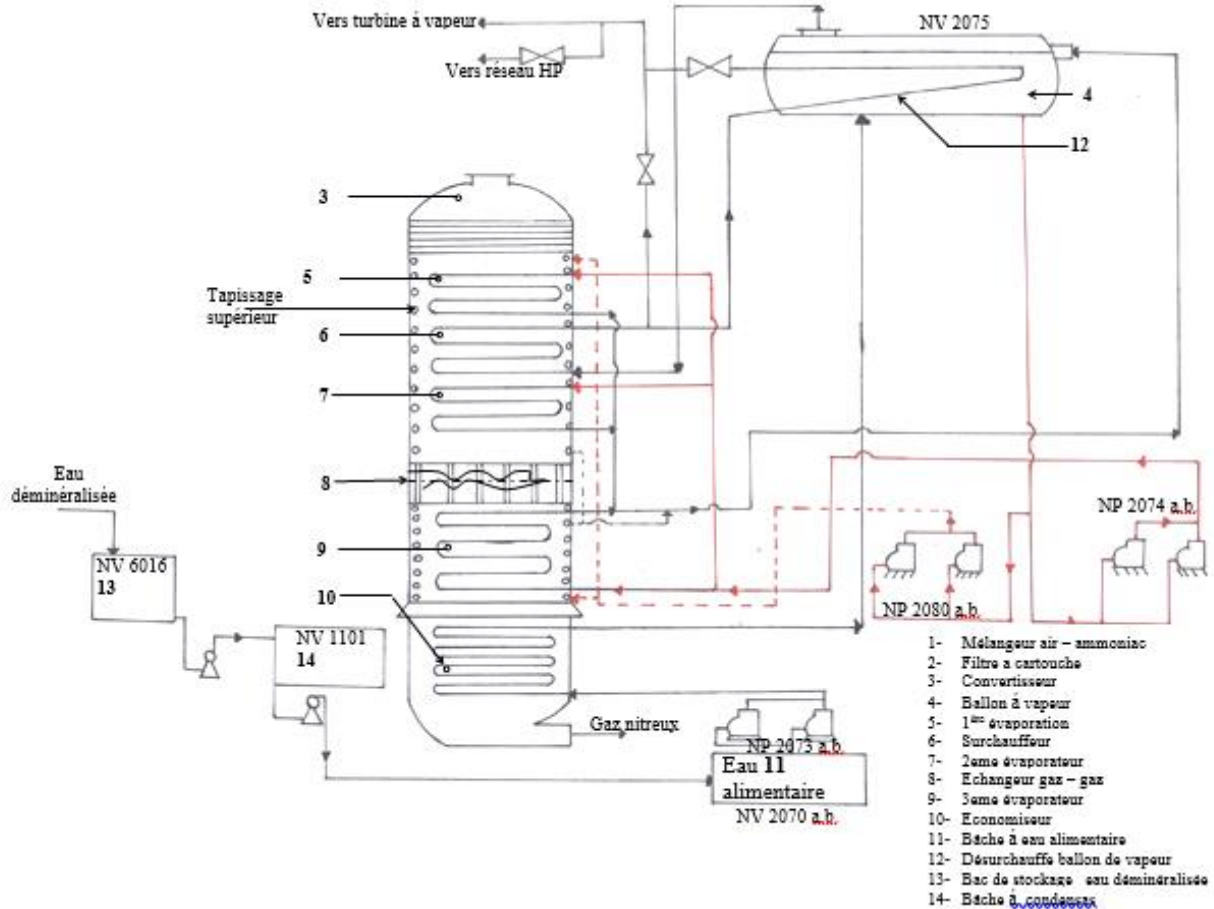 Vers turbine à vapeur
Vers réseau HP
NV 2075
4
12
3
5
Tapissage
supérieur
6
7
8
9
10
Eau
déminéralisée
NV 6016
13
NV 1101
14
Gaz nitreux
NP 2073 a.b.
Eau 11
alimentaire
NV 2070 a.b.
NP 2074 a.b.
NP 2080 a.b.
1- Mélangeur air – ammoniac
2- Filtre a cartouche
3- Convertisseur
4- Ballon à vapeur
5- 1ère évaporation
6- Surchauffeur
7- 2eme évaporateur
8- Echangeur gaz – gaz
9- 3eme évaporateur
10- Economiseur
11- Bâche à eau alimentaire
12- Désurchauffe ballon de vapeur
13- Bac de stockage eau déminéralisée
14- Bâche à condensas